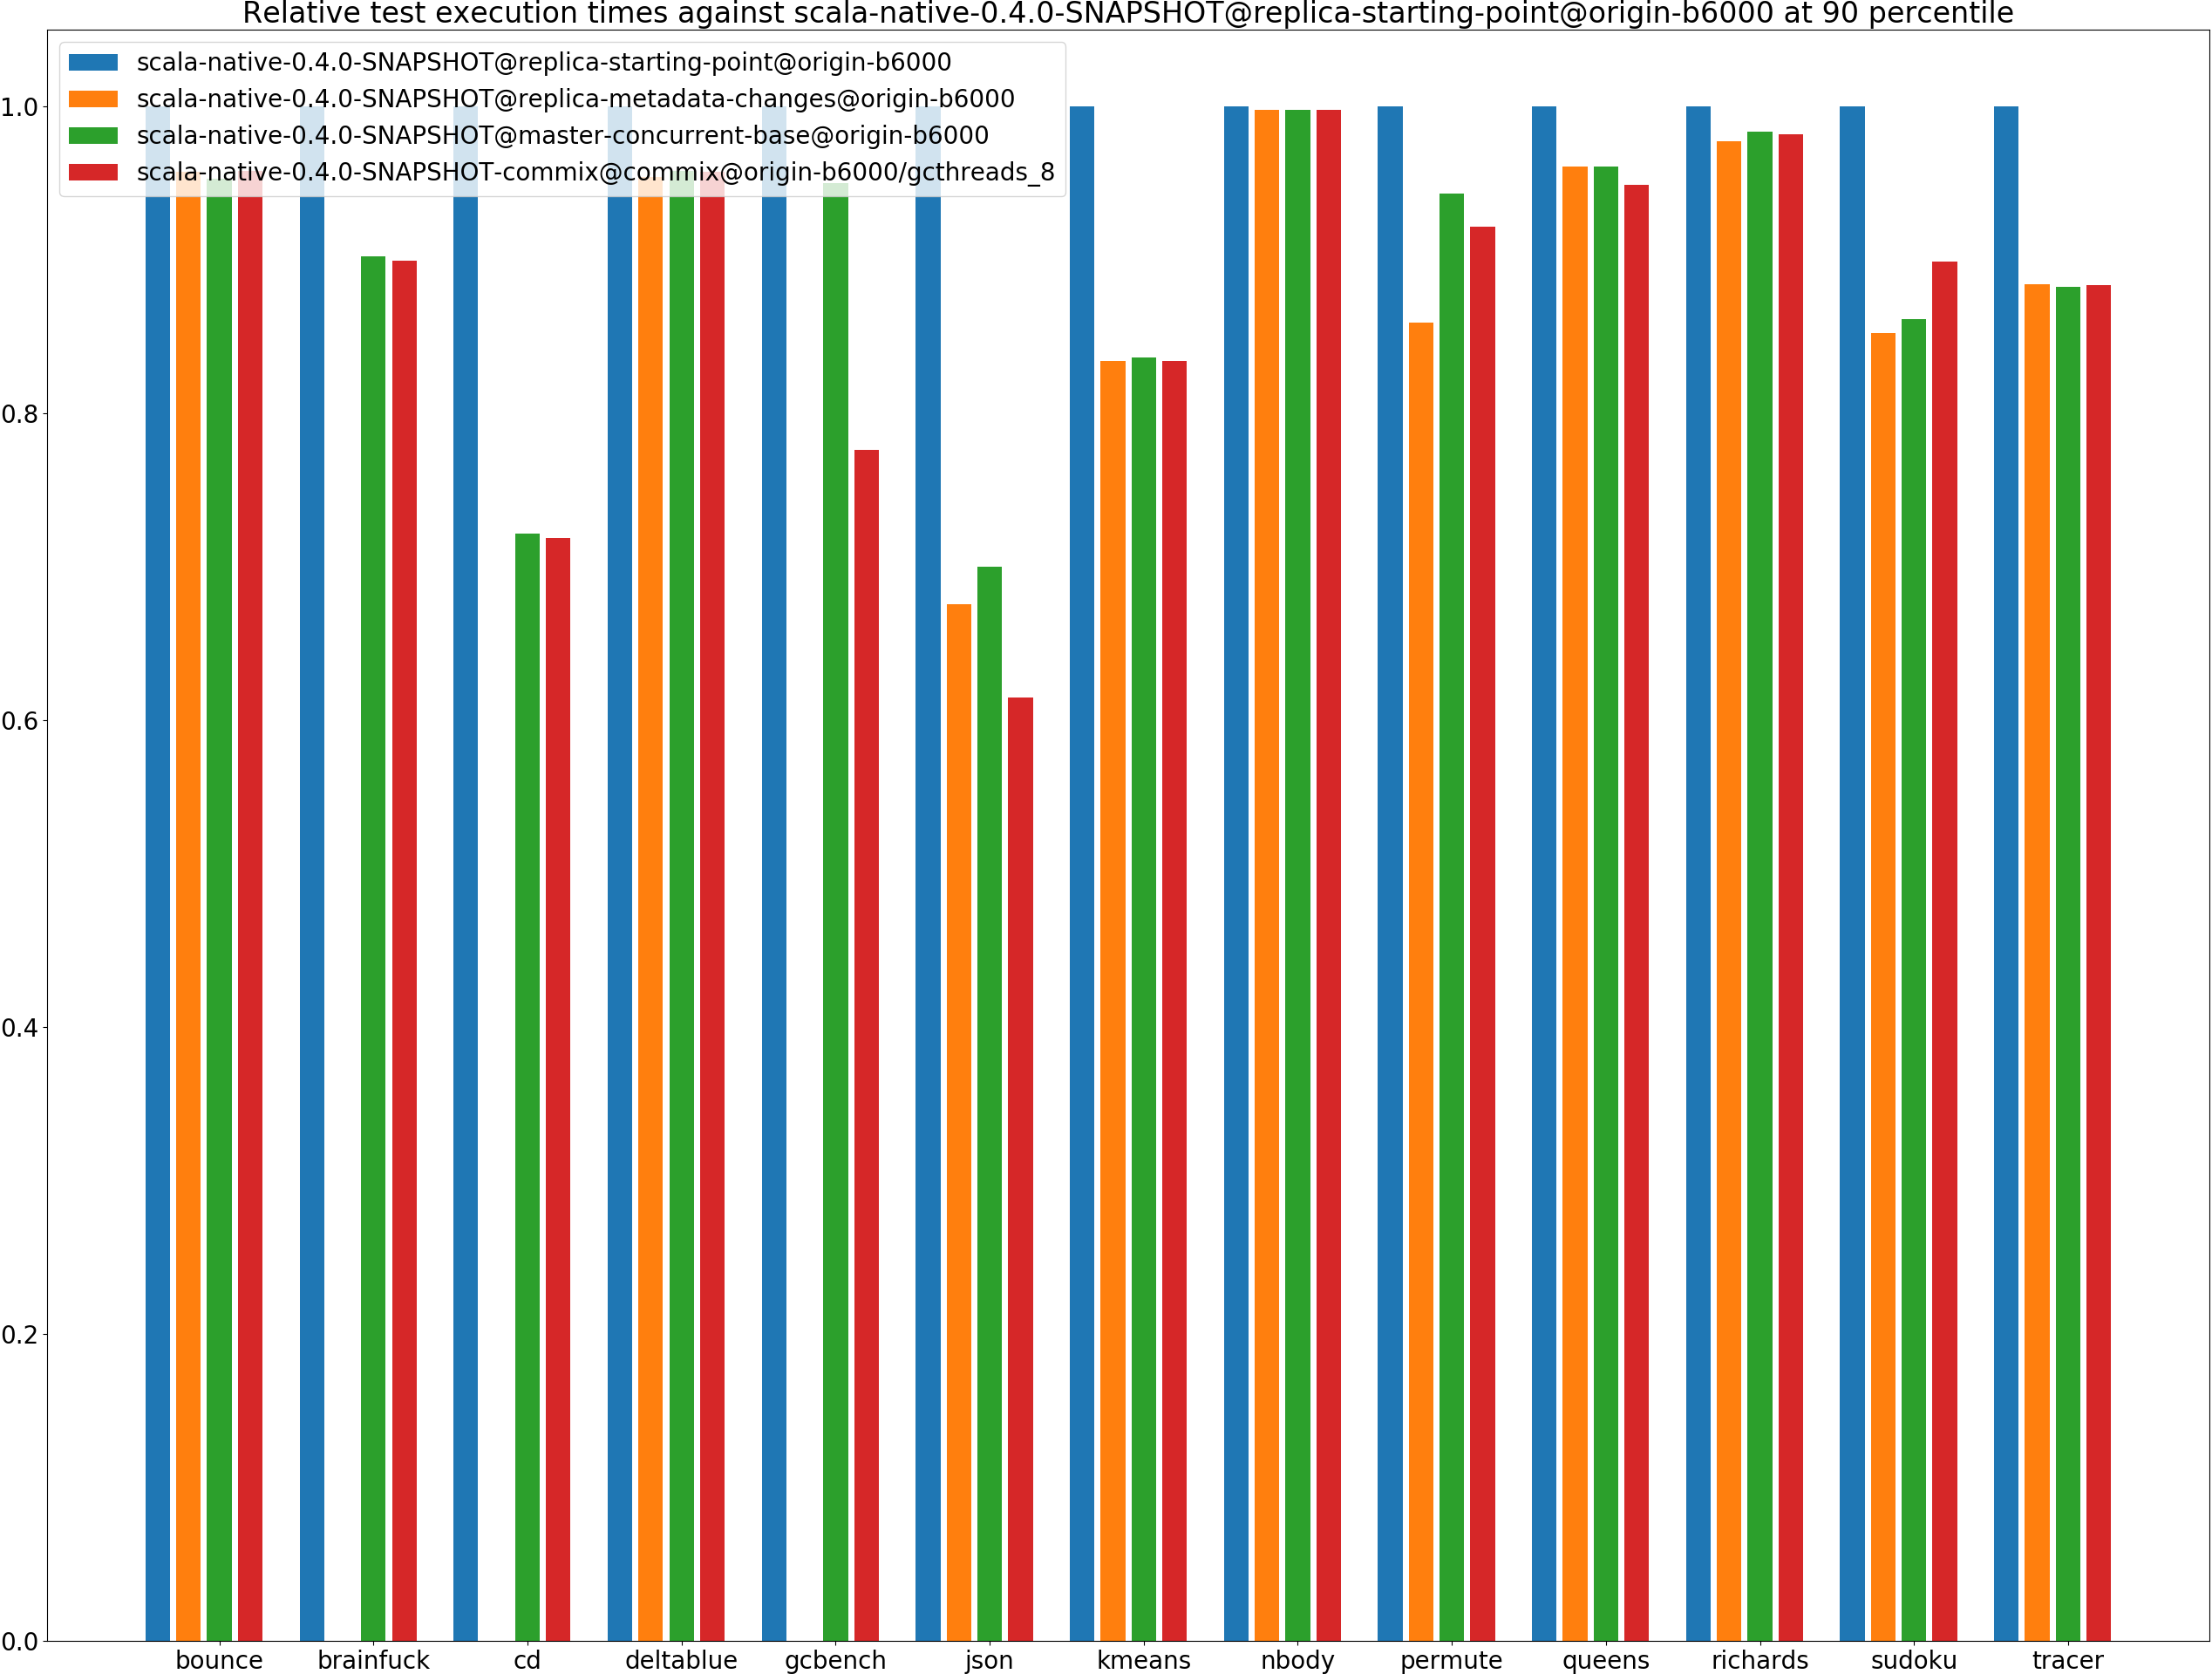 Relative test execution times against scala-native-0.4.0-SNAPSHOT@replica-starting-point@origin-b6000 at 90 percentile
scala-native-0.4.0-SNAPSHOT@replica-starting-point@origin-b6000
scala-native-0.4.0-SNAPSHOT@replica-metadata-changes@origin-b6000
scala-native-0.4.0-SNAPSHOT@master-concurrent-base@origin-b6000
scala-native-0.4.0-SNAPSHOT-commix@commix@origin-b6000/gcthreads_8
1.0
0.8
0.6
0.4
0.2
0.0
bounce brainfuck cd deltablue gcbench json kmeans nbody permute queens richards sudoku tracer